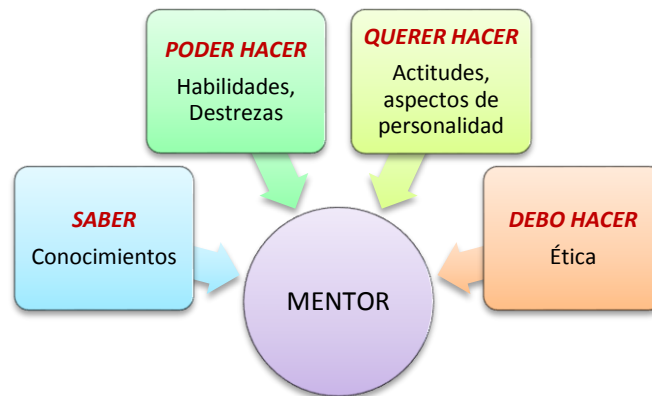 PODER HACER
Habilidades,
Destrezas
QUERER HACER
Actitudes,
aspectos de
personalidad
SABER
Conocimientos
DEBO HACER
Ética
MENTOR